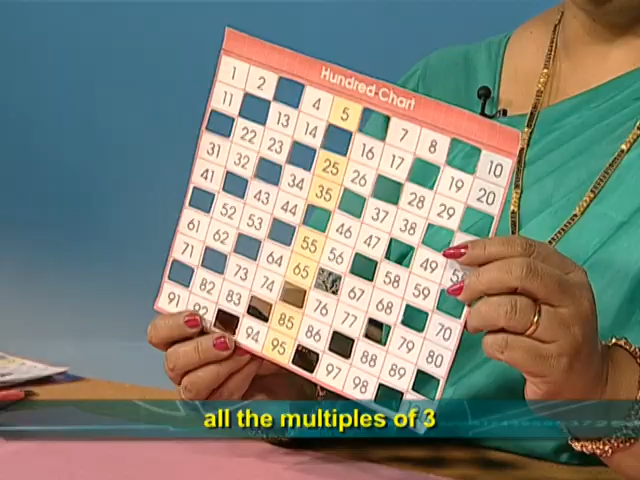 Hundred Chart
1 2 4 5 7 8 10
11 13 14 16 17 19 20
22 23 25 26 28 29
31 32 34 35 37 38
41 43 44 46 47 49
52 53 55 56 58 59
61 62 64 65 67 68 70
71 73 74 76 77 79 80
82 83 85 86 88 89
91 92 94 95 97 98
all the multiples of 3